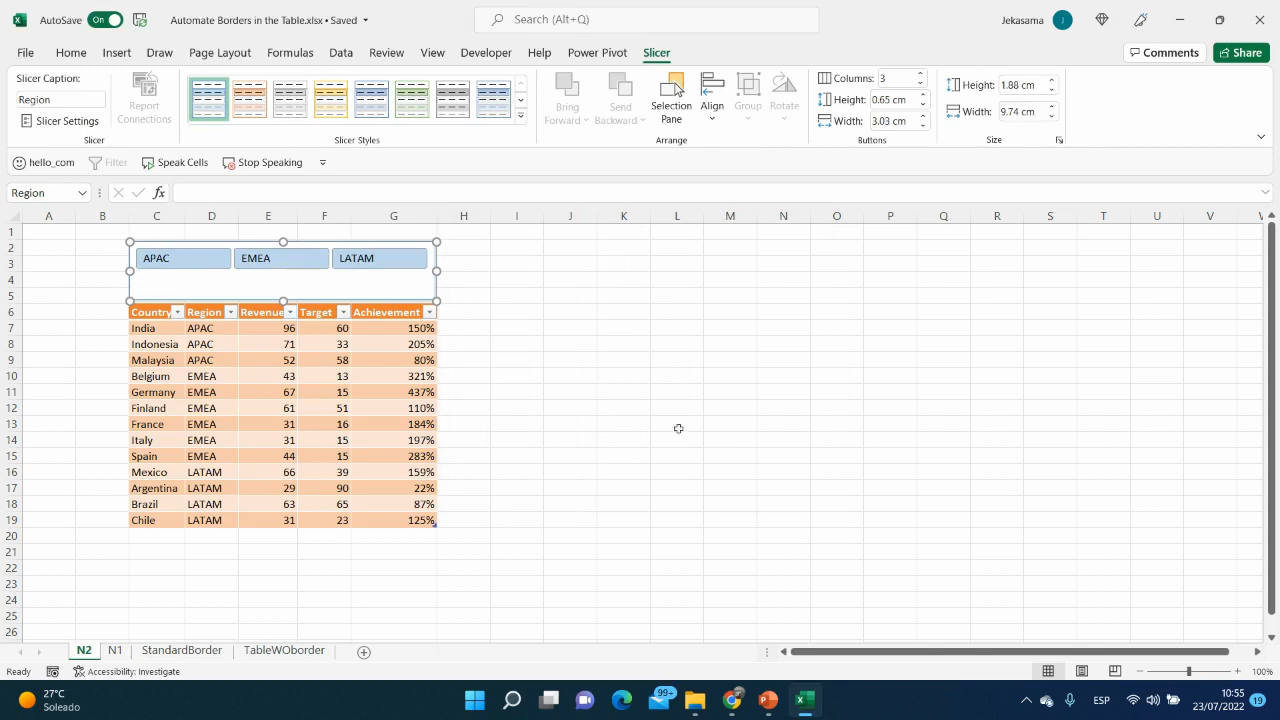 AutoSave On Automate Borders in the Table.xlsx • Saved Search (Alt+Q) Jekasama J
File Home Insert Draw Page Layout Formulas Data Review View Developer Help Power Pivot Slicer Comments Share
Slicer Caption:
Region
Slicer Settings
Report Connections
Slicer
Slicer Styles
Bring Forward
Send Backward
Selection Pane
Align
Group
Rotate
Arrange
Columns: 3
Height: 0.65 cm
Width: 3.03 cm
Buttons
Height: 1.88 cm
Width: 9.74 cm
Size
hello_com Filter Speak Cells Stop Speaking
Region fx
A B C D E F G H I J K L M N O P Q R S T U V
1
2 APAC EMEA LATAM
3
4
5
6 Country Region Revenue Target Achievement
7 India APAC 96 60 150%
8 Indonesia APAC 71 33 205%
9 Malaysia APAC 52 58 80%
10 Belgium EMEA 43 13 321%
11 Germany EMEA 67 15 437%
12 Finland EMEA 61 51 110%
13 France EMEA 31 16 184%
14 Italy EMEA 31 15 197%
15 Spain EMEA 44 15 283%
16 Mexico LATAM 66 39 159%
17 Argentina LATAM 29 90 22%
18 Brazil LATAM 63 65 87%
19 Chile LATAM 31 23 125%
20
21
22
23
24
25
26
N2 N1 StandardBorder TableWOborder
Ready Accessibility: Investigate 100%
27°C
Soleado
99+
ESP
10:55
23/07/2022
19